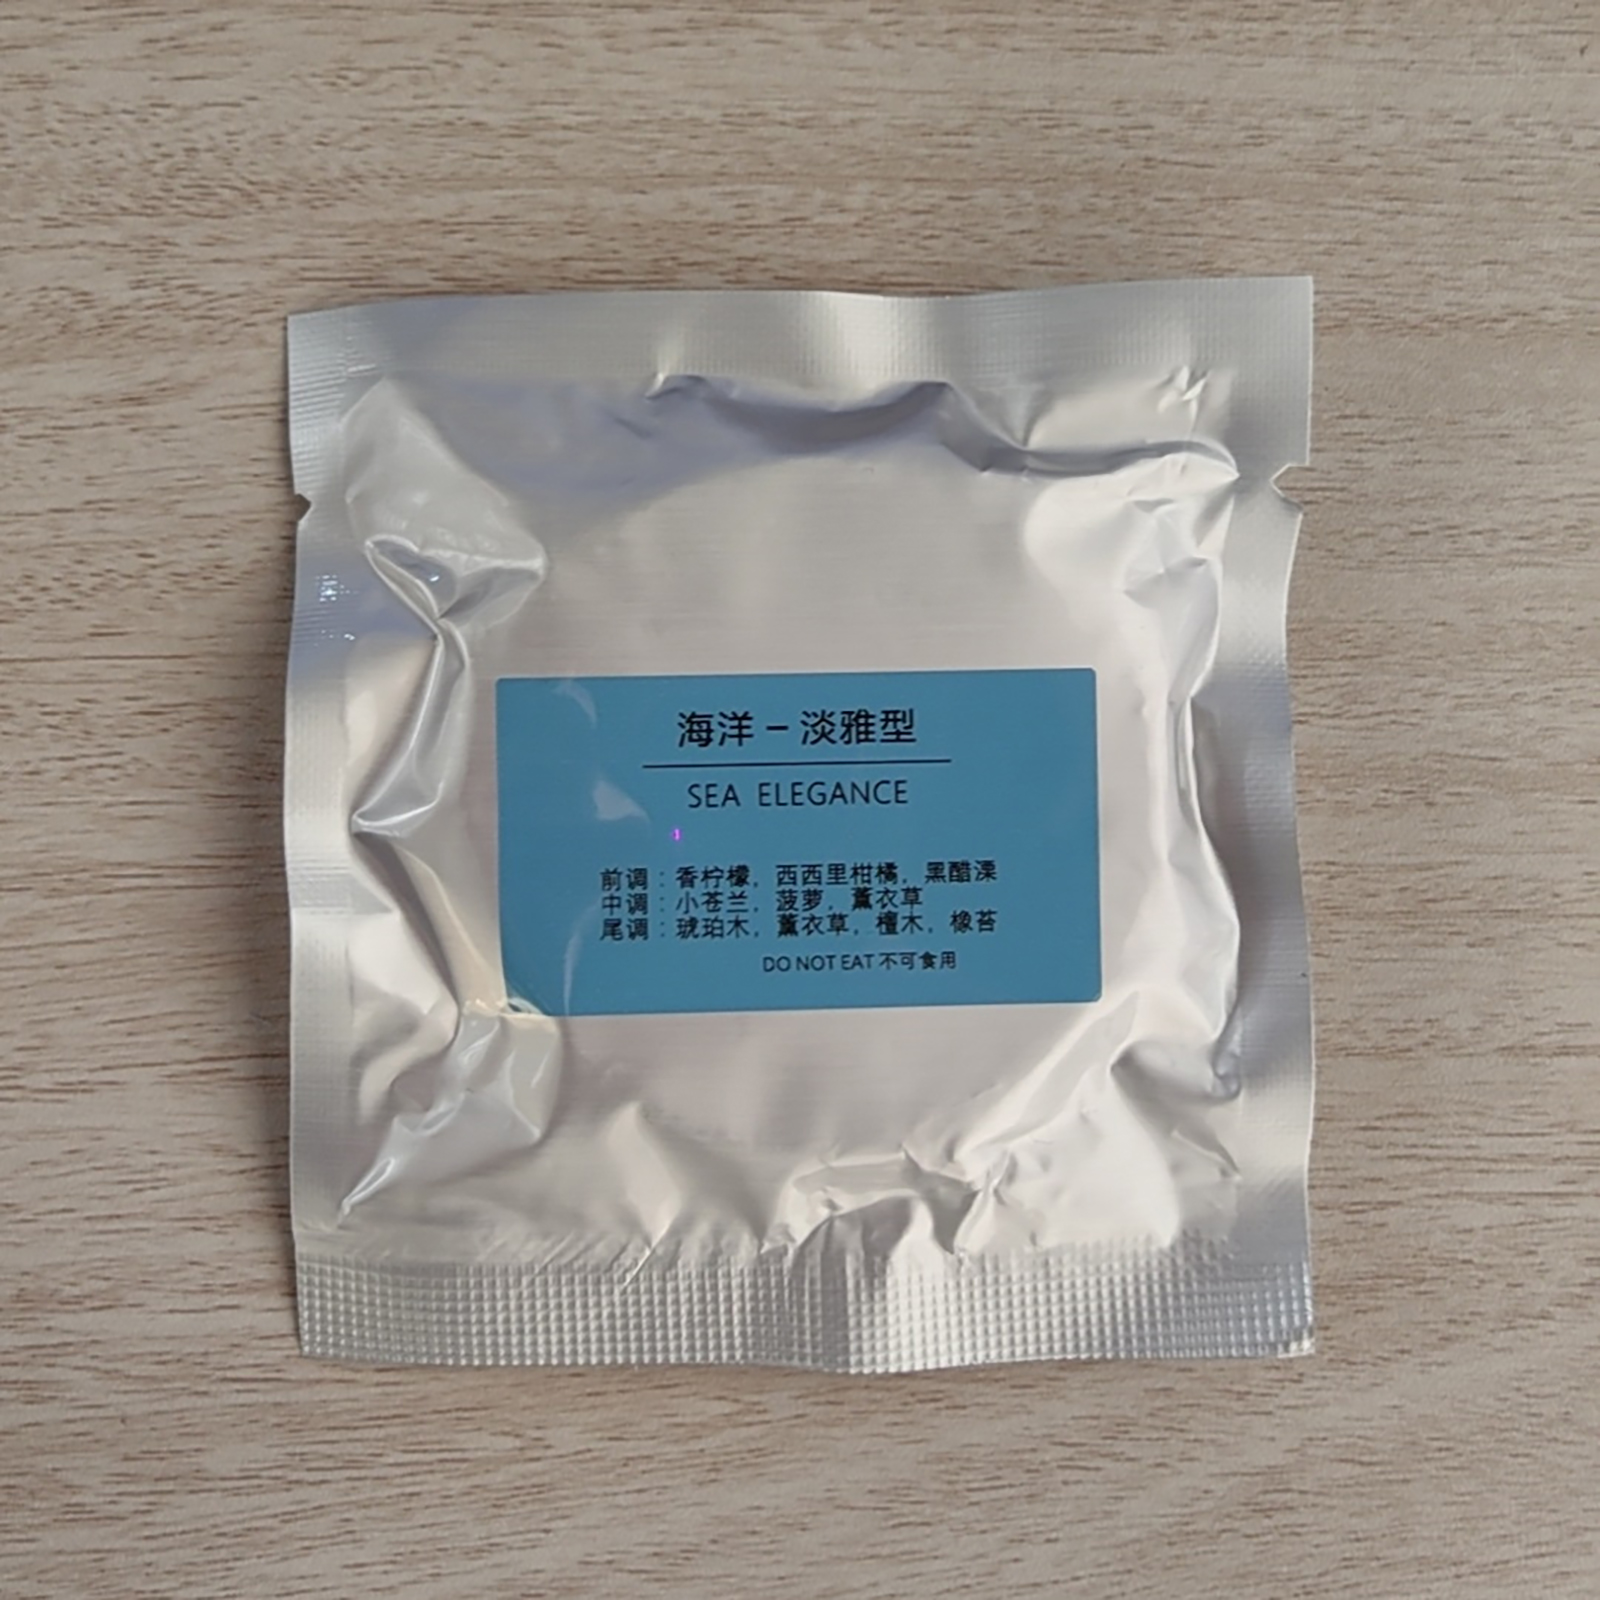 海洋 – 淡雅型
SEA ELEGANCE
前调：香柠檬，西西里柑橘，黑醋溧
中调：小苍兰，菠萝，薰衣草
尾调：琥珀木，薰衣草，檀木，橡苔
DO NOT EAT 不可食用